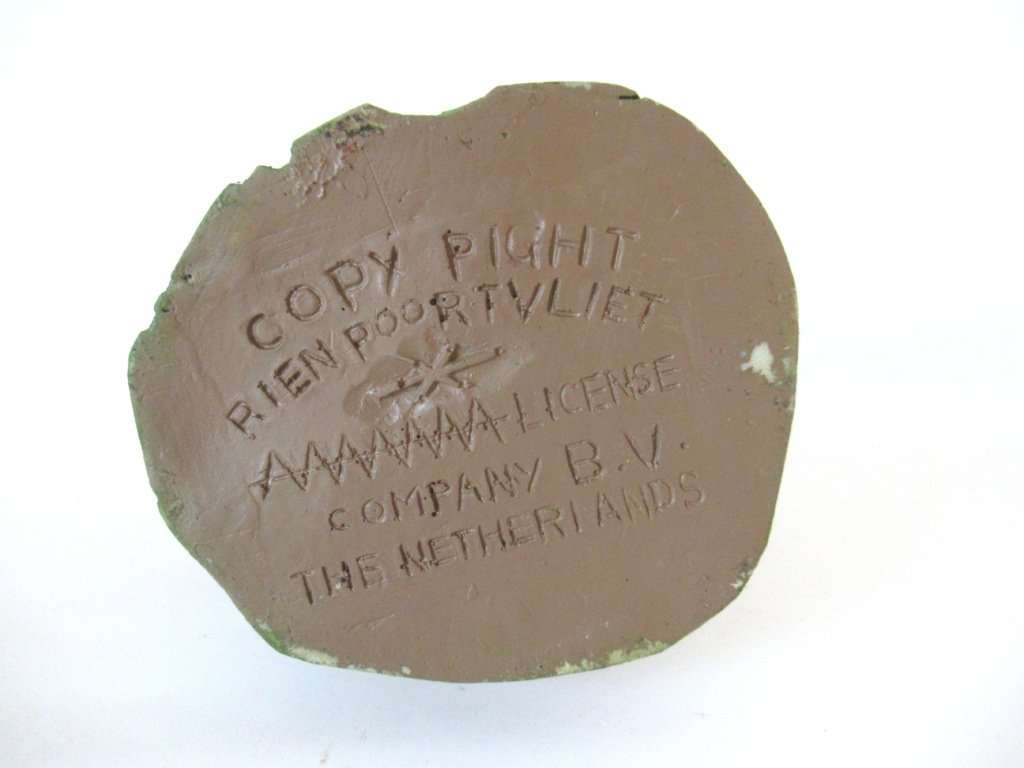 COPY PIGHT
RIEN POORTVLIET
LICENSE
COMPANY B.V.
THE NETHERLANDS